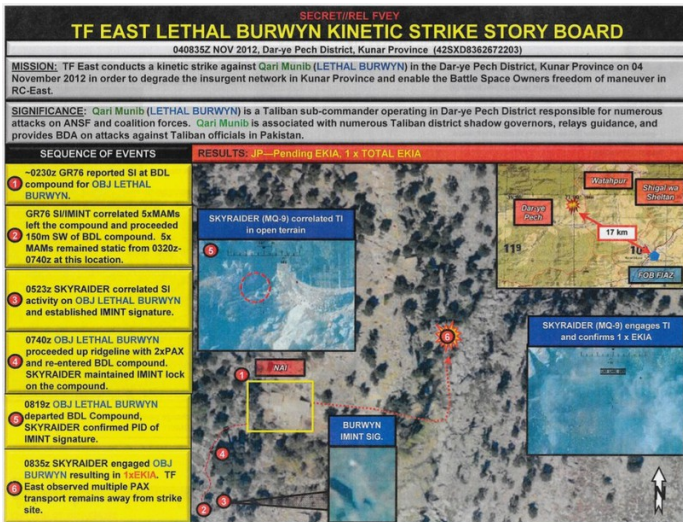 SECRET//REL FVEY
TF EAST LETHAL BURWYN KINETIC STRIKE STORY BOARD
040835Z NOV 2012, Dar-ye Pech District, Kunar Province (42SXD8362672203)
MISSION: TF East conducts a kinetic strike against Qari Munib (LETHAL BURWYN) in the Dar-ye Pech District, Kunar Province on 04
November 2012 in order to degrade the insurgent network in Kunar Province and enable the Battle Space Owners freedom of maneuver in
RC-East.
SIGNIFICANCE: Qari Munib (LETHAL BURWYN) is a Taliban sub-commander operating in Dar-ye Pech District responsible for numerous
attacks on ANSF and coalition forces. Qari Munib is associated with numerous Taliban district shadow governors, relays guidance, and
provides BDA on attacks against Taliban officials in Pakistan.
SEQUENCE OF EVENTS
1
~0230z GR76 reported SI at BDL
compound for OBJ LETHAL
BURWYN.
2
GR76 SI/IMINT correlated 5xMAMs
left the compound and proceeded
150m SW of BDL compound. 5x
MAMs remained static from 0320z-
0740z at this location.
3
0523z SKYRAIDER correlated SI
activity on OBJ LETHAL BURWYN
and established IMINT signature.
4
0740z OBJ LETHAL BURWYN
proceeded up ridgeline with 2xPAX
and re-entered BDL compound.
SKYRAIDER maintained IMINT lock
on the compound.
5
0819z OBJ LETHAL BURWYN
departed BDL Compound,
SKYRAIDER confirmed PID of
IMINT signature.
6
0835z SKYRAIDER engaged OBJ
BURWYN resulting in 1xEKIA. TF
East observed multiple PAX
transport remains away from strike
site.
RESULTS: JP—Pending EKIA, 1 x TOTAL EKIA
SKYRAIDER (MQ-9) correlated TI
in open terrain
5
Watahpur
Shigal wa
Sheltan
Dar-ye
Pech
17 km
119
10
FOB FIAZ
6
SKYRAIDER (MQ-9) engages TI
and confirms 1 x EKIA
1
NAI
BURWYN
IMINT SIG.
4
2
3
N